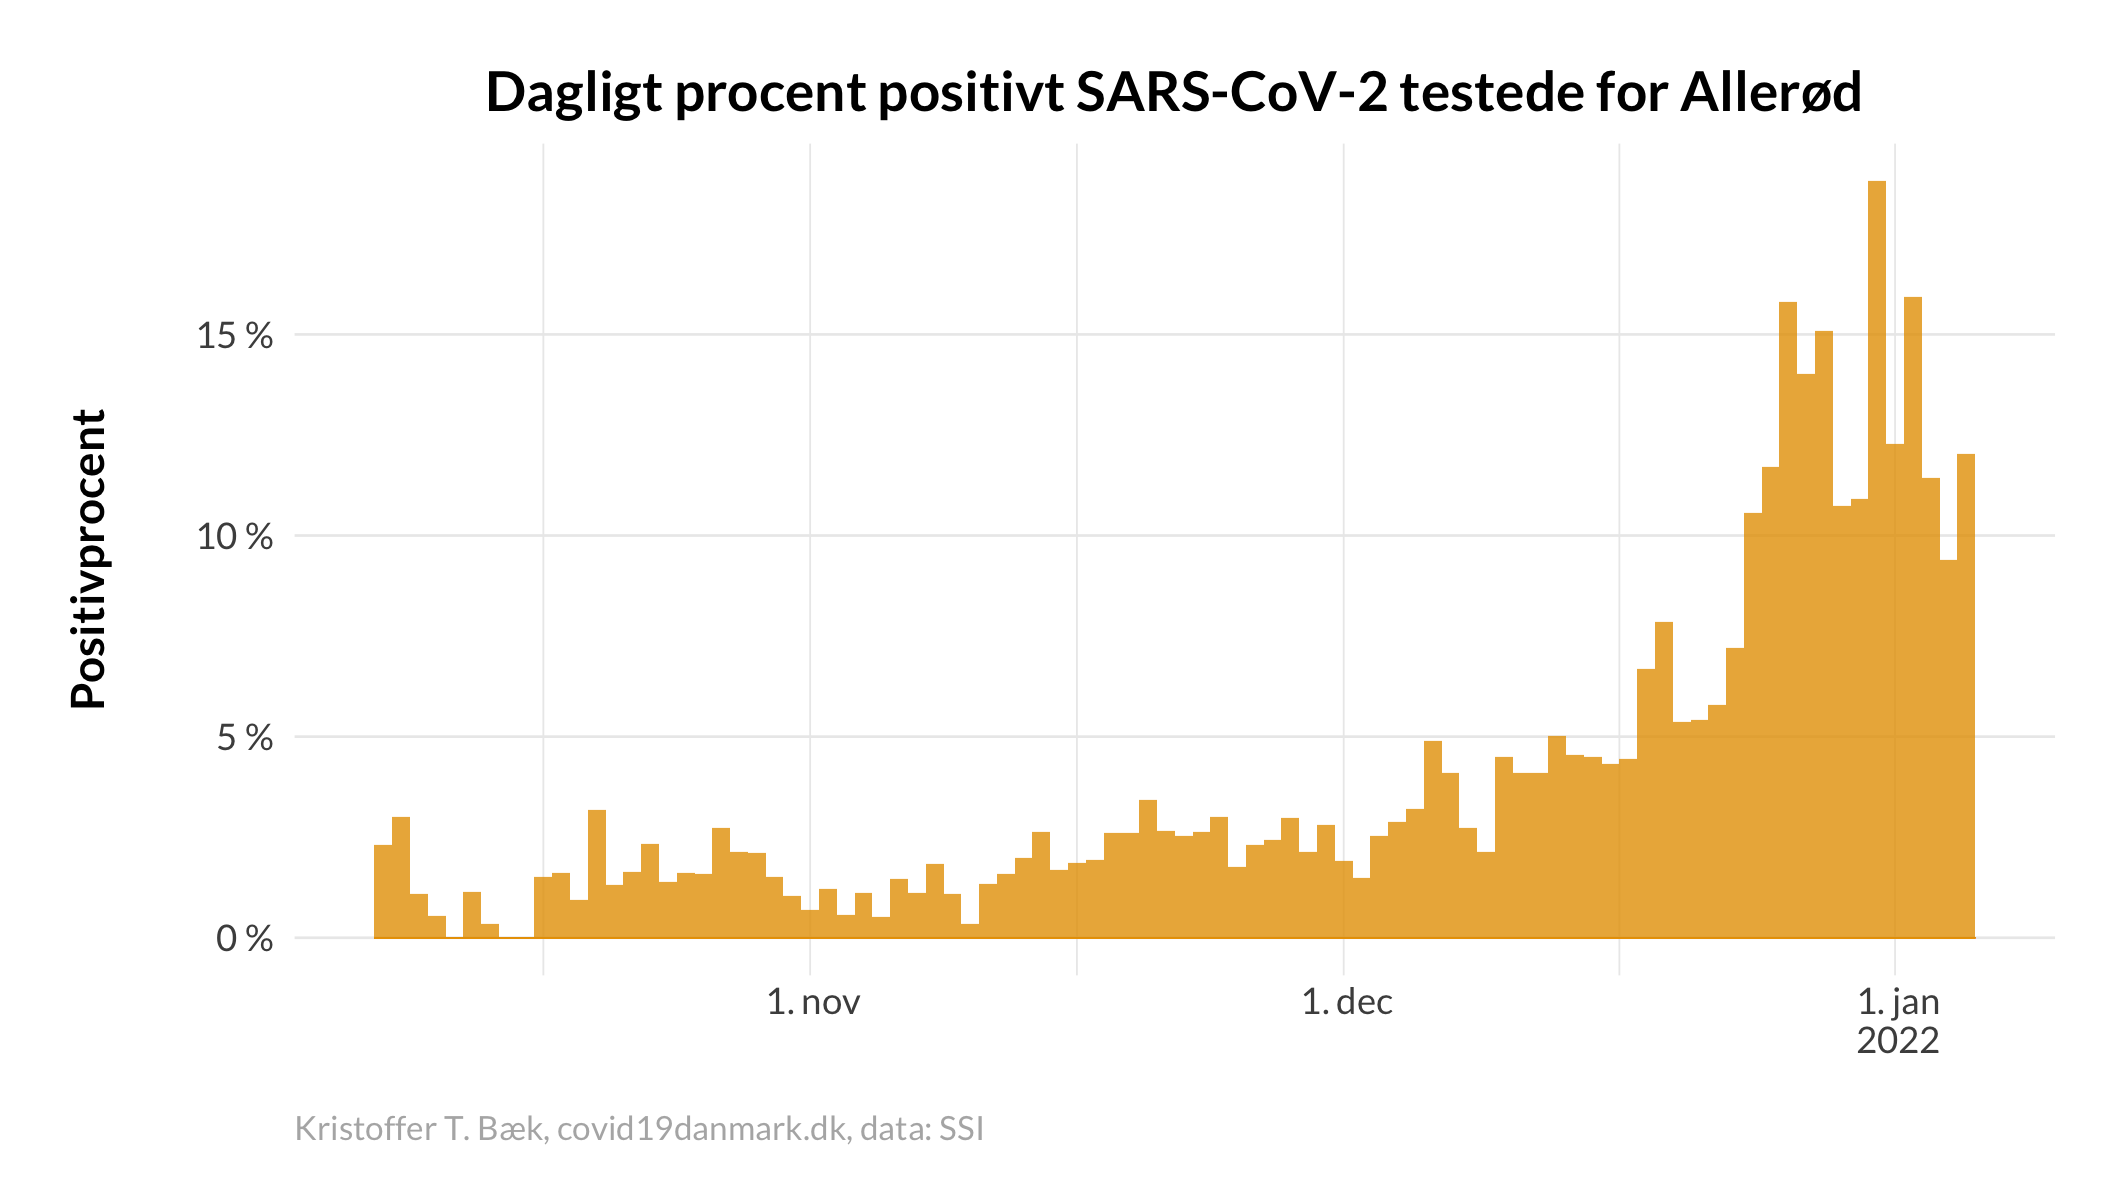 Dagligt procent positivt SARS-CoV-2 testede for Allerød
Positivprocent
15 %
10 %
5 %
0 %
1. nov
1. dec
1. jan
2022
Kristoffer T. Bæk, covid19danmark.dk, data: SSI